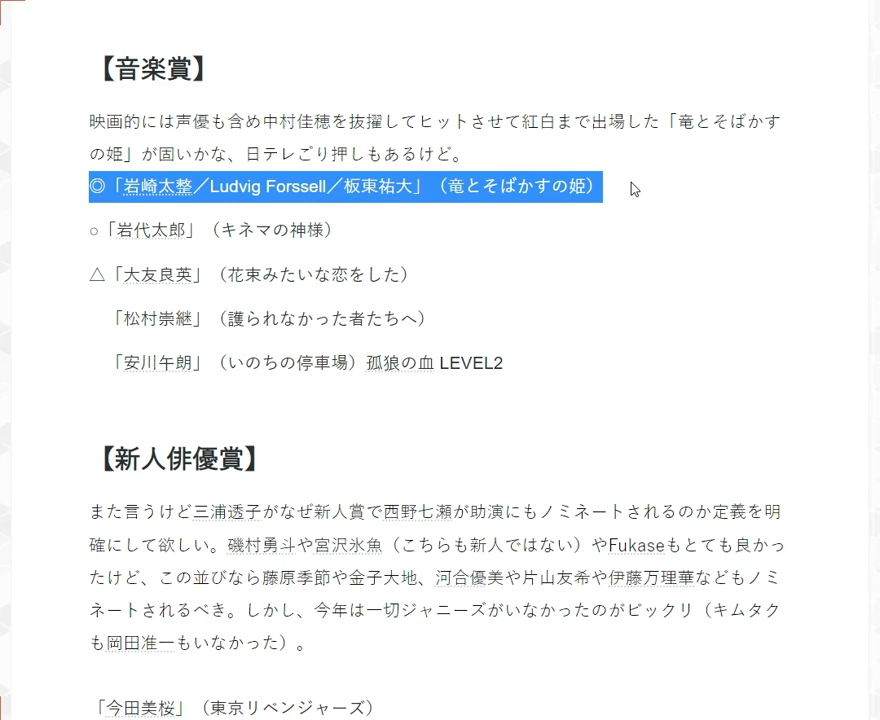 【音楽賞】
映画的には声優も含め中村佳穂を抜擢してヒットさせて紅白まで出場した「竜とそばかす
の姫」が固いかな、日テレごり押しもあるけど。
◎「岩崎太整／Ludvig Forssell／坂東祐大」（竜とそばかすの姫）
○「岩代太郎」（キネマの神様）
△「大友良英」（花束みたいな恋をした）
「松村崇継」（護られなかった者たちへ）
「安川午朗」（いのちの停車場）孤狼の血 LEVEL2
【新人俳優賞】
また言うけど三浦透子がなぜ新人賞で西野七瀬が助演にもノミネートされるのか定義を明
確にして欲しい。磯村勇斗や宮沢氷魚（こちらも新人ではない）やFukaseもとても良かっ
たけど、この並びなら藤原季節や金子大地、河合優美や片山友希や伊藤万理華などもノミ
ネートされるべき。しかし、今年は一切ジャニーズがいなかったのがビックリ（キムタク
も岡田准一もいなかった）。
「今田美桜」（東京リベンジャーズ）